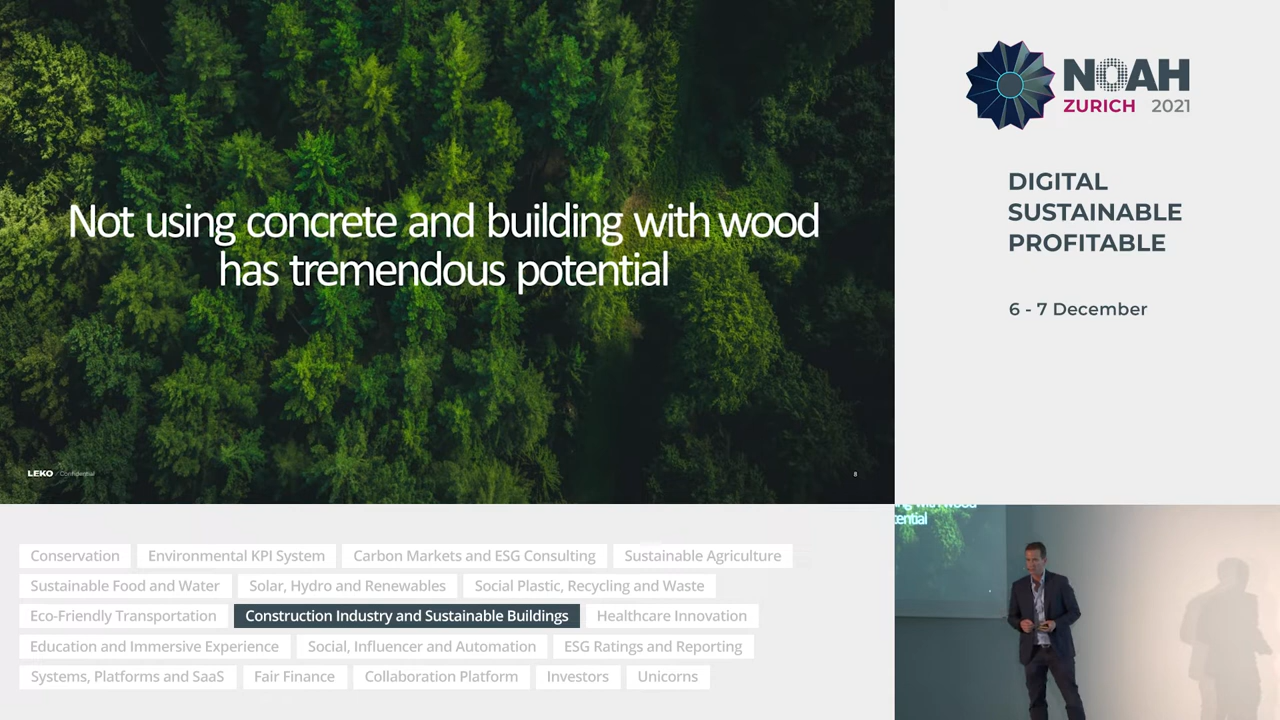 Not using concrete and building with wood
has tremendous potential
LEKO / Confidential
8
NOAH
ZURICH 2021
DIGITAL
SUSTAINABLE
PROFITABLE
6 - 7 December
Conservation
Environmental KPI System
Carbon Markets and ESG Consulting
Sustainable Agriculture
Sustainable Food and Water
Solar, Hydro and Renewables
Social Plastic, Recycling and Waste
Eco-Friendly Transportation
Construction Industry and Sustainable Buildings
Healthcare Innovation
Education and Immersive Experience
Social, Influencer and Automation
ESG Ratings and Reporting
Systems, Platforms and SaaS
Fair Finance
Collaboration Platform
Investors
Unicorns